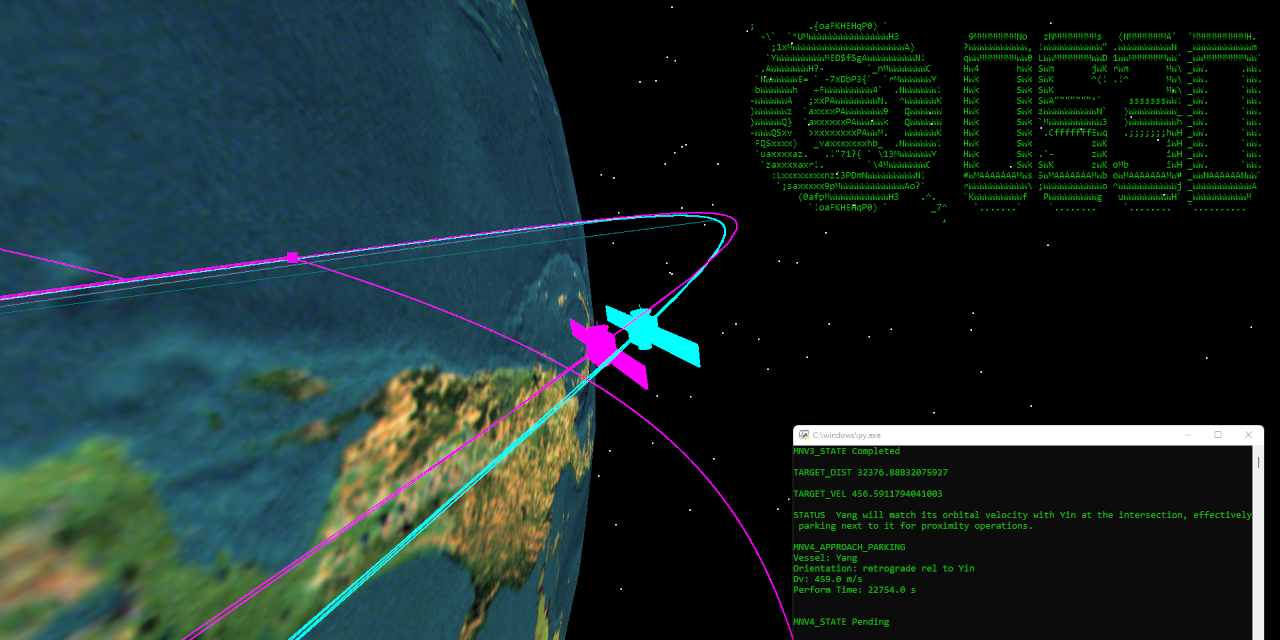 OS3D
C:\windows\py.exe
MNV3_STATE Completed
TARGET_DIST 32376.88832075927
TARGET_VEL 456.5911794041003
STATUS  Yang will match its orbital velocity with Yin at the intersection, effectively
parking next to it for proximity operations.
MNV4_APPROACH_PARKING
Vessel: Yang
Orientation: retrograde rel to Yin
Dv: 459.0 m/s
Perform Time: 22754.0 s
MNV4_STATE Pending